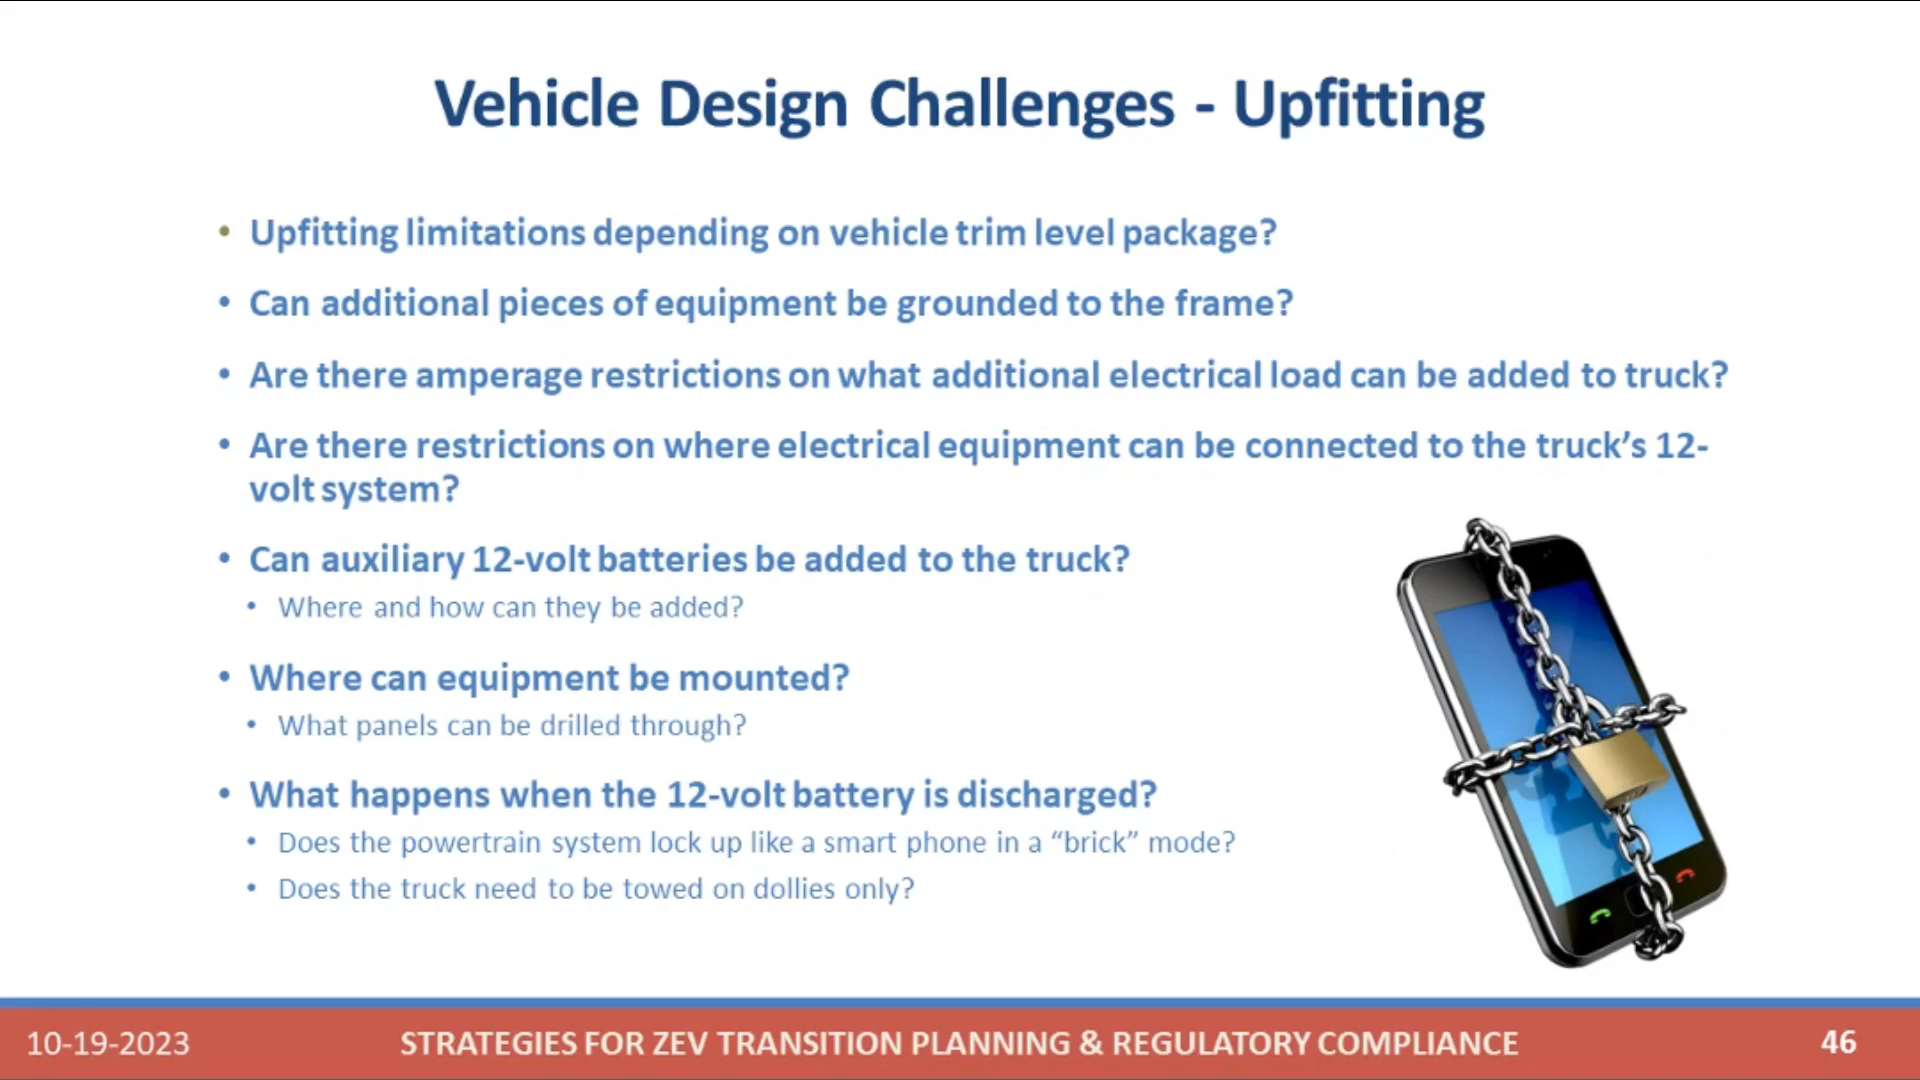 Vehicle Design Challenges - Upfitting
• Upfitting limitations depending on vehicle trim level package?
• Can additional pieces of equipment be grounded to the frame?
• Are there amperage restrictions on what additional electrical load can be added to truck?
• Are there restrictions on where electrical equipment can be connected to the truck’s 12-
volt system?
• Can auxiliary 12-volt batteries be added to the truck?
• Where and how can they be added?
• Where can equipment be mounted?
• What panels can be drilled through?
• What happens when the 12-volt battery is discharged?
• Does the powertrain system lock up like a smart phone in a “brick” mode?
• Does the truck need to be towed on dollies only?
10-19-2023
STRATEGIES FOR ZEV TRANSITION PLANNING & REGULATORY COMPLIANCE
46